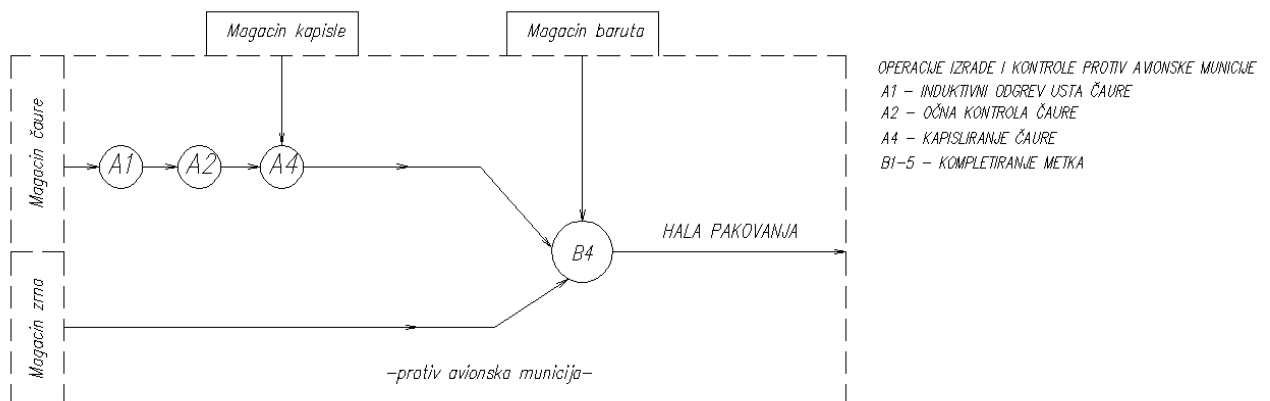 Magacin kapisle
Magacin baruta
OPERACIJE IZRADE I KONTROLE PROTIV AVIONSKE MUNICIJE
A1 - INDUKTIVNI ODGREV USTA ČAURE
A2 - OČNA KONTROLA ČAURE
A4 - KAPISLIRANJE ČAURE
B1-5 - KOMPLETIRANJE METKA
Magacin čaure
A1
A2
A4
HALA PAKOVANJA
B4
Magacin zrna
-protiv avionska municija-